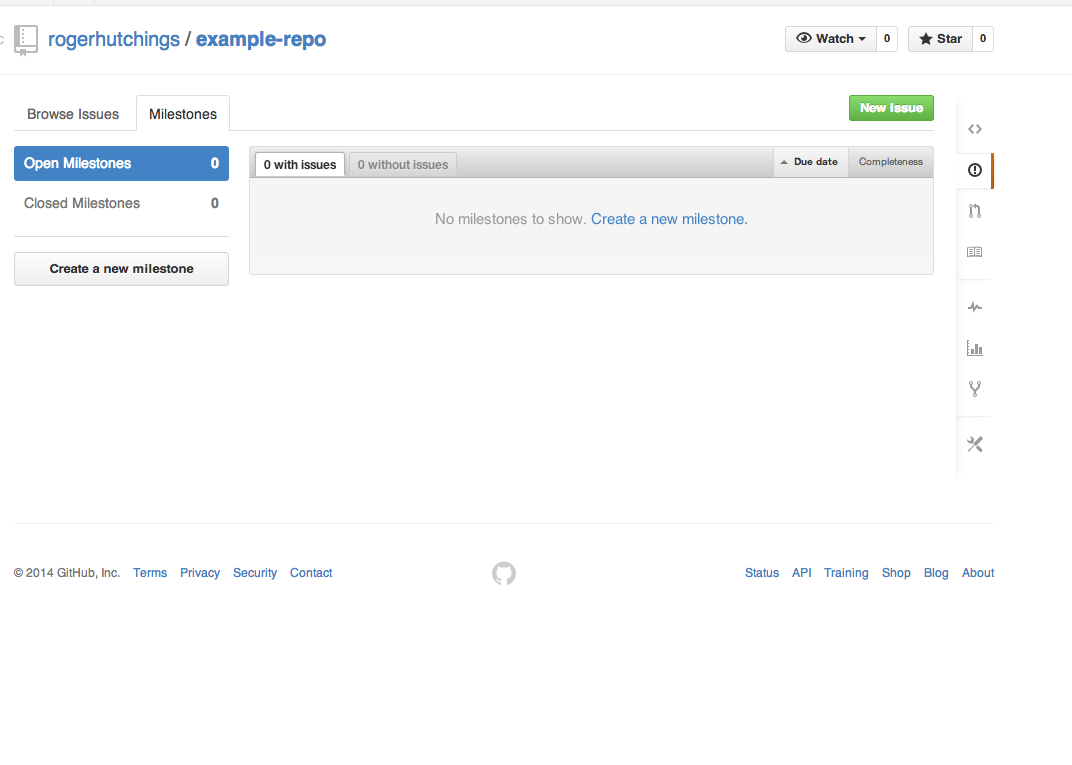 rogerhutchings / example-repo
Watch 0 Star 0
Browse Issues Milestones New Issue
Open Milestones 0
Closed Milestones 0
Create a new milestone
0 with issues 0 without issues Due date Completeness
No milestones to show. Create a new milestone.
© 2014 GitHub, Inc. Terms Privacy Security Contact Status API Training Shop Blog About